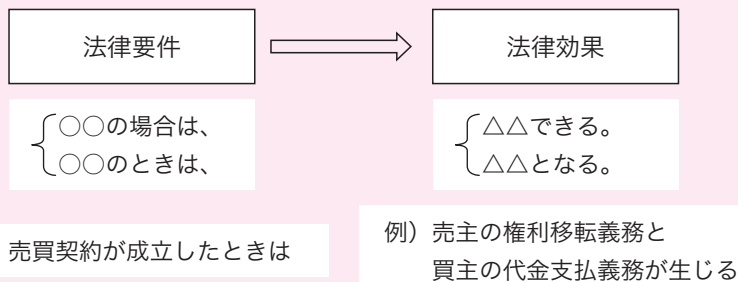 法律要件
法律効果
○○の場合は、
○○のときは、
△△できる。
△△となる。
売買契約が成立したときは
例）売主の権利移転義務と
買主の代金支払義務が生じる